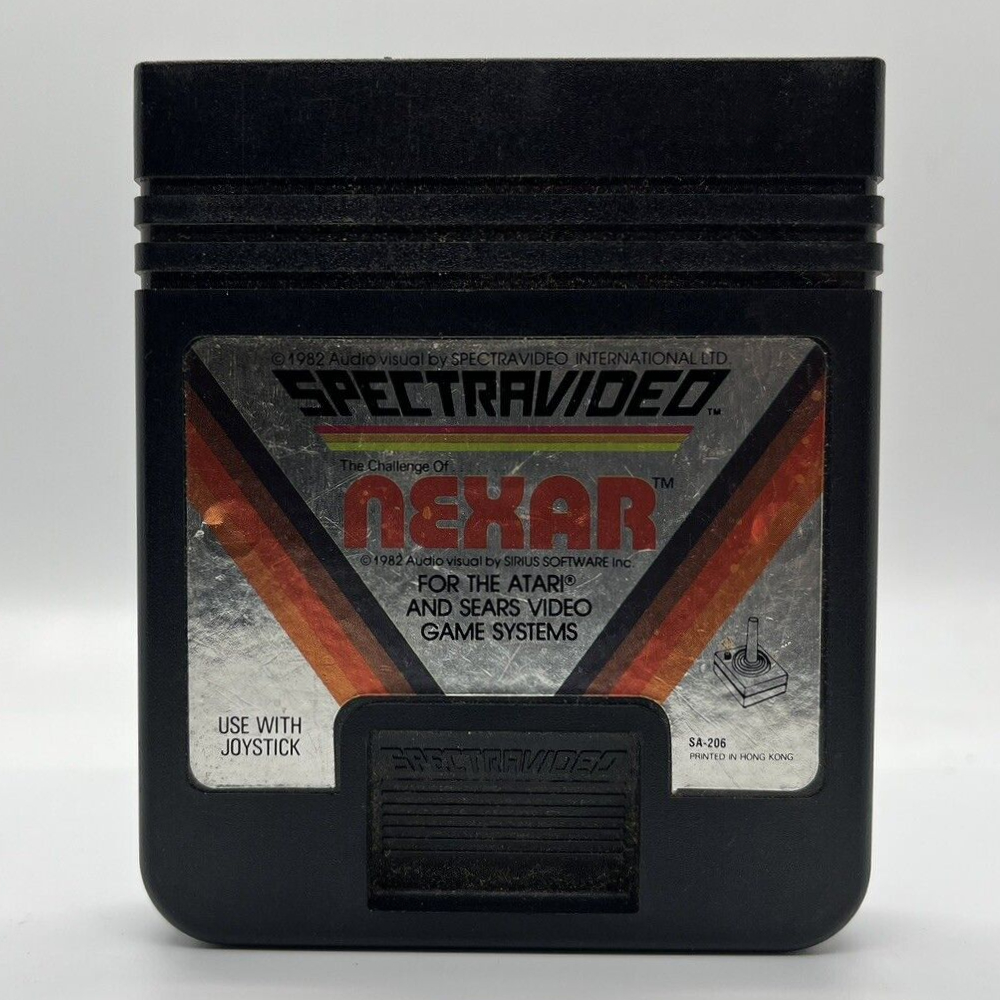 © 1982 Audio visual by SPECTRAVIDEO INTERNATIONAL LTD.
SPECTRAVIDEO™
The Challenge Of
NEXAR™
© 1982 Audio visual by SIRIUS SOFTWARE Inc.
FOR THE ATARI®
AND SEARS VIDEO
GAME SYSTEMS
USE WITH
JOYSTICK
SA-206
PRINTED IN HONG KONG
SPECTRAVIDEO